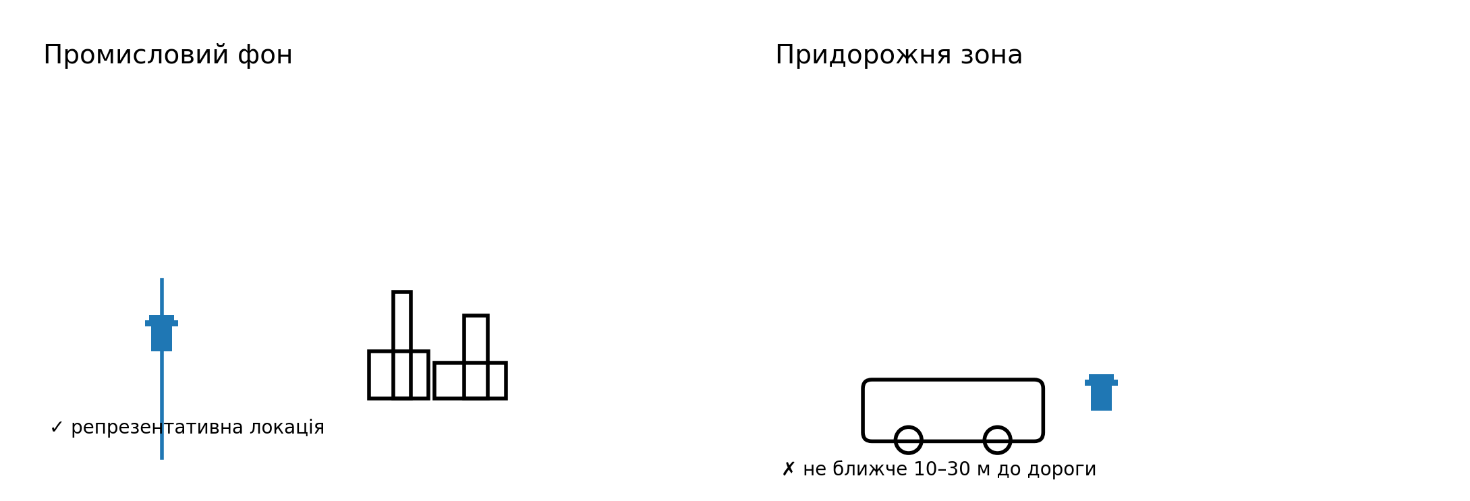 Промисловий фон
Придорожня зона
✓ репрезентативна локація
✗ не ближче 10–30 м до дороги